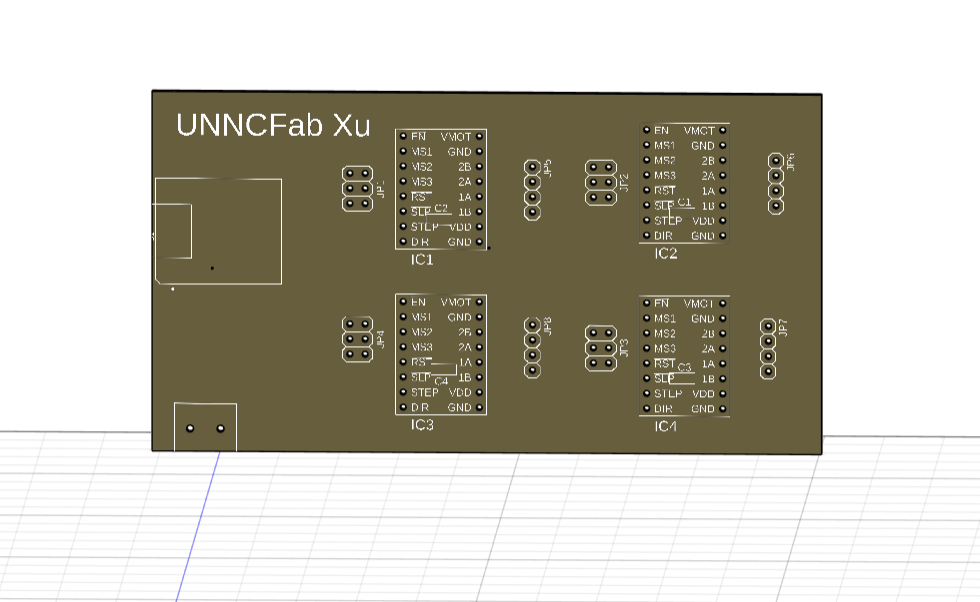 UNNCFab Xu
JP1
EN VMOT
MS1 GND
MS2 2B
MS3 2A
RS 1A
SLP C2 1B
STEP VDD
DIR GND
IC1
JP5
JP2
EN VMOT
MS1 GND
MS2 2B
MS3 2A
RST 1A
SLP C1 1B
STEP VDD
DIR GND
IC2
JP6
JP4
EN VMOT
MS1 GND
MS2 2B
MS3 2A
RS 1A
SLP C4 1B
STEP VDD
DIR GND
IC3
JP8
JP3
EN VMOT
MS1 GND
MS2 2B
MS3 2A
RST C3 1A
SLP 1B
STEP VDD
DIR GND
IC4
JP7